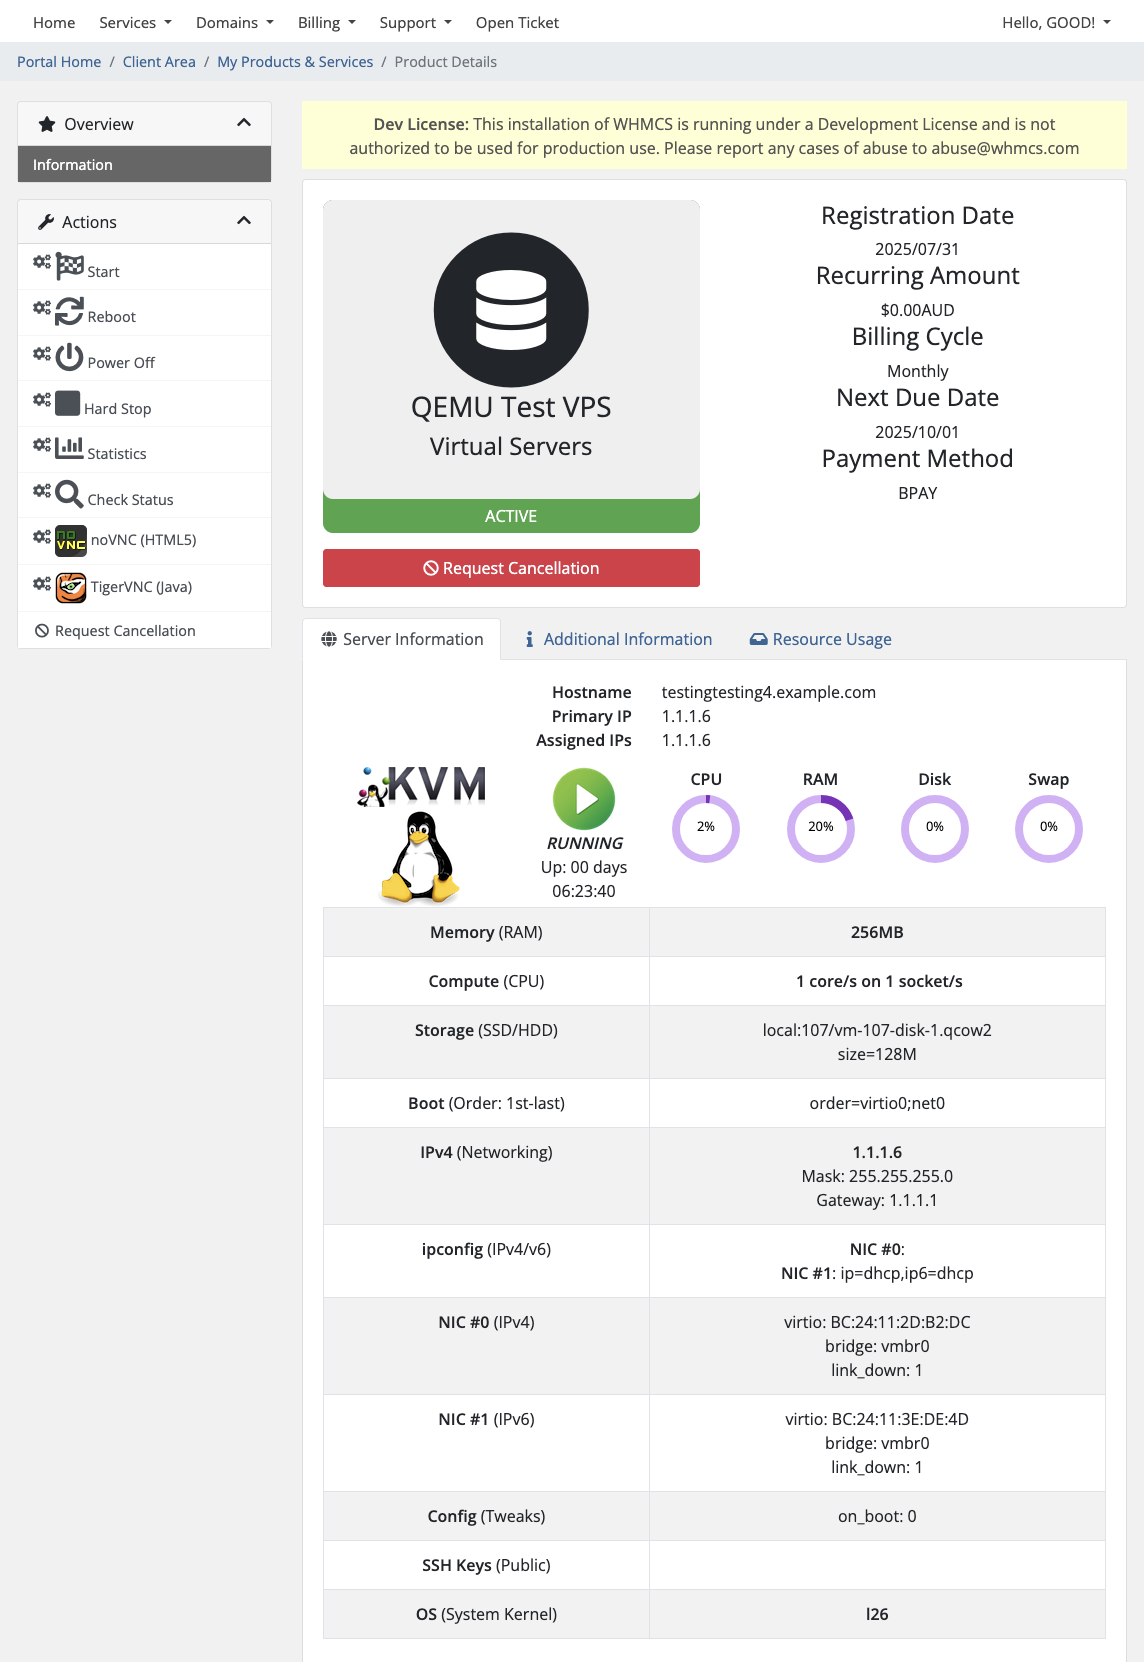 Home Services Domains Billing Support Open Ticket Hello, GOOD!
Portal Home / Client Area / My Products & Services / Product Details
Overview
Information
Actions
Start
Reboot
Power Off
Hard Stop
Statistics
Check Status
no VNC noVNC (HTML5)
TigerVNC (Java)
Request Cancellation
Dev License: This installation of WHMCS is running under a Development License and is not
authorized to be used for production use. Please report any cases of abuse to abuse@whmcs.com
QEMU Test VPS
Virtual Servers
ACTIVE
Request Cancellation
Registration Date
2025/07/31
Recurring Amount
$0.00AUD
Billing Cycle
Monthly
Next Due Date
2025/10/01
Payment Method
BPAY
Server Information Additional Information Resource Usage
Hostname testingtesting4.example.com
Primary IP 1.1.1.6
Assigned IPs 1.1.1.6
KVM
RUNNING
Up: 00 days
06:23:40
CPU RAM Disk Swap
2% 20% 0% 0%
Memory (RAM) 256MB
Compute (CPU) 1 core/s on 1 socket/s
Storage (SSD/HDD) local:107/vm-107-disk-1.qcow2
size=128M
Boot (Order: 1st-last) order=virtio0;net0
IPv4 (Networking) 1.1.1.6
Mask: 255.255.255.0
Gateway: 1.1.1.1
ipconfig (IPv4/v6) NIC #0:
NIC #1: ip=dhcp,ip6=dhcp
NIC #0 (IPv4) virtio: BC:24:11:2D:B2:DC
bridge: vmbr0
link_down: 1
NIC #1 (IPv6) virtio: BC:24:11:3E:DE:4D
bridge: vmbr0
link_down: 1
Config (Tweaks) on_boot: 0
SSH Keys (Public)
OS (System Kernel) l26